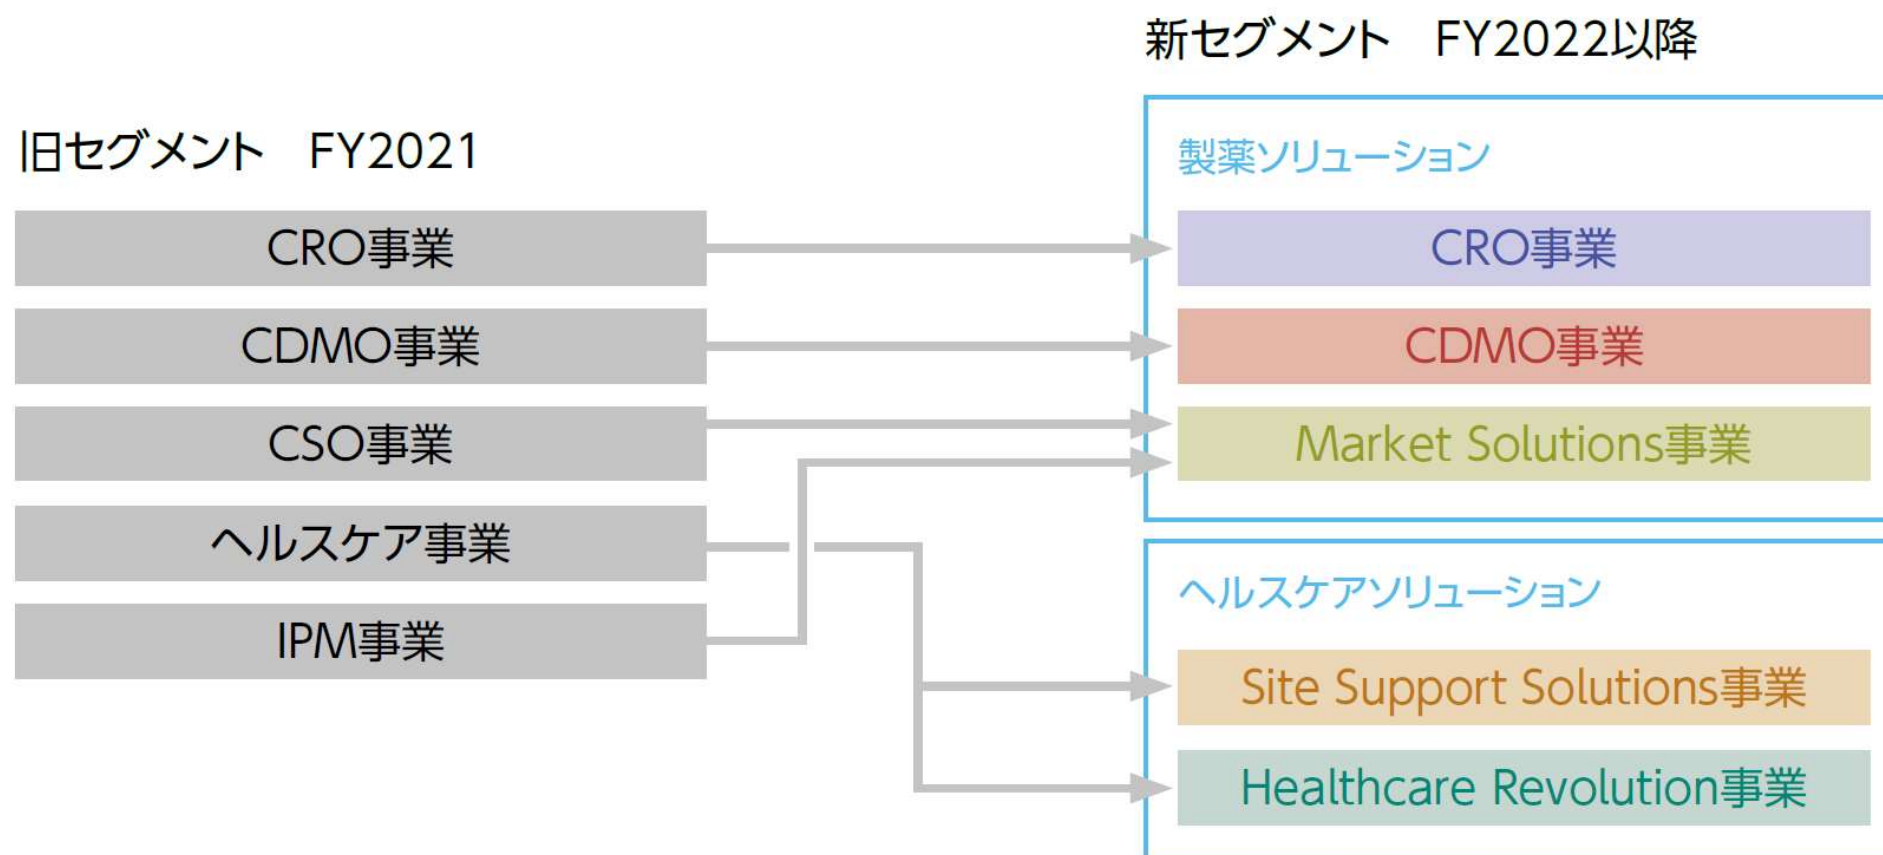 旧セグメント　FY2021
CRO事業
CDMO事業
CSO事業
ヘルスケア事業
IPM事業
新セグメント　FY2022以降
製薬ソリューション
CRO事業
CDMO事業
Market Solutions事業
ヘルスケアソリューション
Site Support Solutions事業
Healthcare Revolution事業